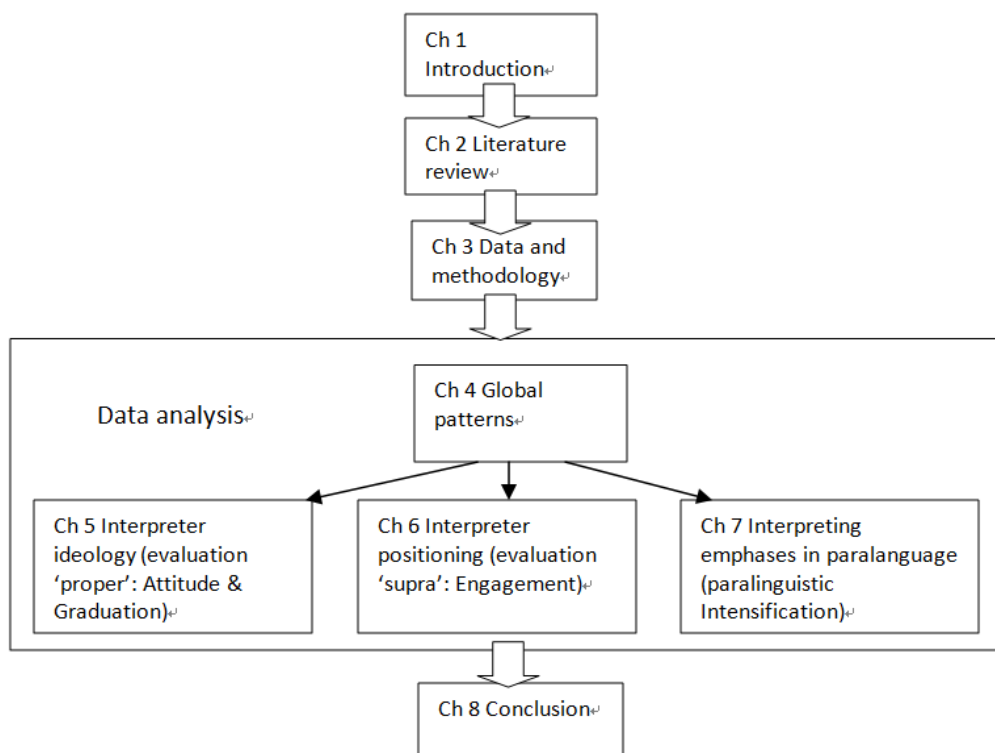 Ch 1
Introduction↵
Ch 2 Literature
review↵
Ch 3 Data and
methodology↵
Data analysis↵
Ch 4 Global
patterns↵
Ch 5 Interpreter
ideology (evaluation
‘proper’: Attitude &
Graduation)↵
Ch 6 Interpreter
positioning (evaluation
‘supra’: Engagement)↵
Ch 7 Interpreting
emphases in paralanguage
(paralinguistic
Intensification)↵
Ch 8 Conclusion↵